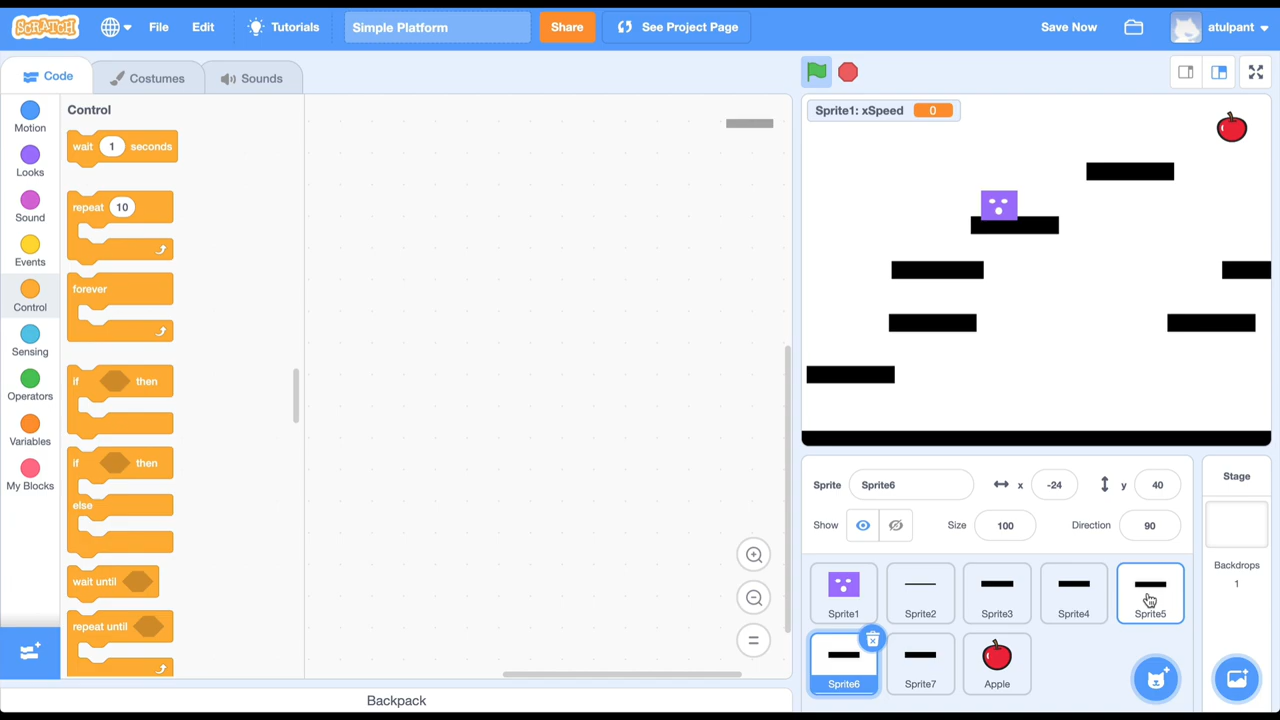 SCRATCH File Edit Tutorials Simple Platform Share See Project Page Save Now atulpant
Code Costumes Sounds
Motion
Looks
Sound
Events
Control
Sensing
Operators
Variables
My Blocks
Control
wait 1 seconds
repeat 10
forever
if then
if then
else
wait until
repeat until
Backpack
Sprite1: xSpeed 0
Sprite Sprite6 x -24 y 40
Show Size 100 Direction 90
Sprite1 Sprite2 Sprite3 Sprite4 Sprite5
Sprite6 Sprite7 Apple
Stage
Backdrops
1